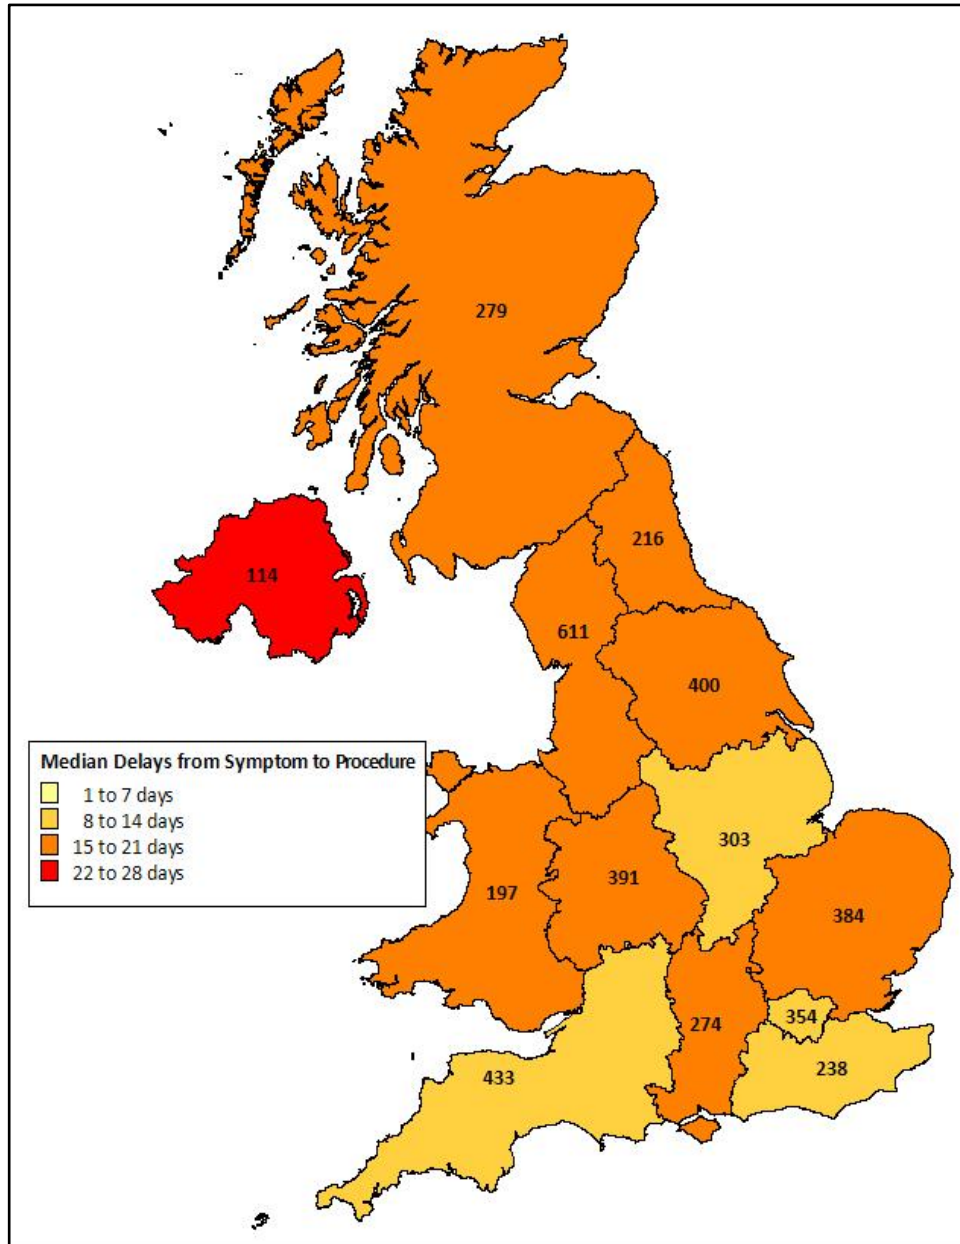 279
216
114
611
400
Median Delays from Symptom to Procedure
1 to 7 days
8 to 14 days
15 to 21 days
22 to 28 days
303
197
391
384
354
274
238
433